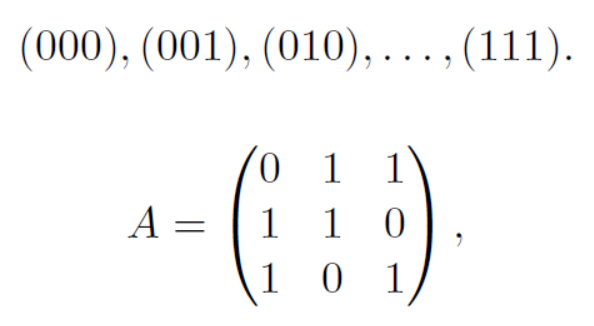 (000), (001), (010), . . . , (111).
0 1 1
A = 1 1 0 ,
1 0 1